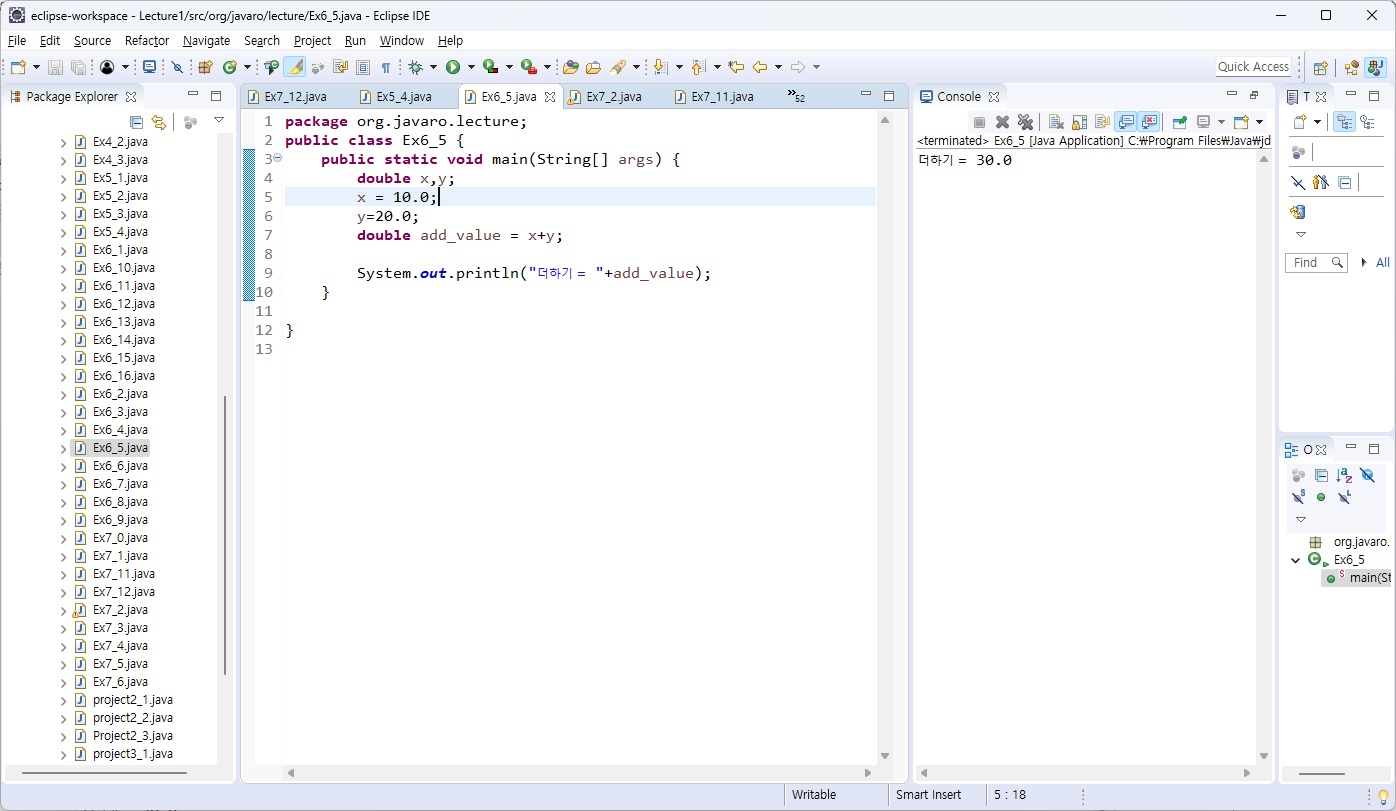 eclipse-workspace - Lecture1/src/org/javaro/lecture/Ex6_5.java - Eclipse IDE
File Edit Source Refactor Navigate Search Project Run Window Help
Quick Access
Package Explorer
Ex4_2.java
Ex4_3.java
Ex5_1.java
Ex5_2.java
Ex5_3.java
Ex5_4.java
Ex6_1.java
Ex6_10.java
Ex6_11.java
Ex6_12.java
Ex6_13.java
Ex6_14.java
Ex6_15.java
Ex6_16.java
Ex6_2.java
Ex6_3.java
Ex6_4.java
Ex6_5.java
Ex6_6.java
Ex6_7.java
Ex6_8.java
Ex6_9.java
Ex7_0.java
Ex7_1.java
Ex7_11.java
Ex7_12.java
Ex7_2.java
Ex7_3.java
Ex7_4.java
Ex7_5.java
Ex7_6.java
project2_1.java
project2_2.java
Project2_3.java
project3_1.java
Ex7_12.java Ex5_4.java Ex6_5.java Ex7_2.java Ex7_11.java »52
1 package org.javaro.lecture;
2 public class Ex6_5 {
3 public static void main(String[] args) {
4 double x,y;
5 x = 10.0;
6 y=20.0;
7 double add_value = x+y;
8
9 System.out.println("더하기 = "+add_value);
10 }
11
12 }
13
Console
<terminated> Ex6_5 [Java Application] C:₩Program Files₩Java₩jd
더하기 = 30.0
T
Find All
O
org.javaro.
Ex6_5
main(St
Writable Smart Insert 5 : 18